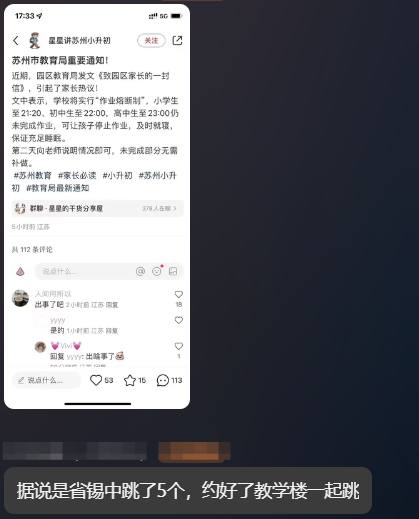 17:33
5G
星星讲苏州小升初
关注
苏州市教育局重要通知!
近期,园区教育局发文《致园区家长的一封
信》,引起了家长热议!
文中表示,学校将实行“作业熔断制”,小学生
至21:20、初中生至22:00、高中生至23:00仍
未完成作业,可让孩子停止作业,及时就寝,
保证充足睡眠。
第二天向老师说明情况即可,未完成部分无需
补做。
#苏州教育 #家长必读 #小升初 #苏州小升
初 #教育局最新通知
群聊·星星的干货分享屋
378人在聊
5小时前 江苏
共 112 条评论
说点什么...
人间何所以
出事了吧 2小时前 江苏 回复
18
yyyy
是的 1小时前 江苏 回复
Vivi
回复 yyyy: 出啥事了
1
说点什么...
53
15
113
据说是省锡中跳了5个,约好了教学楼一起跳